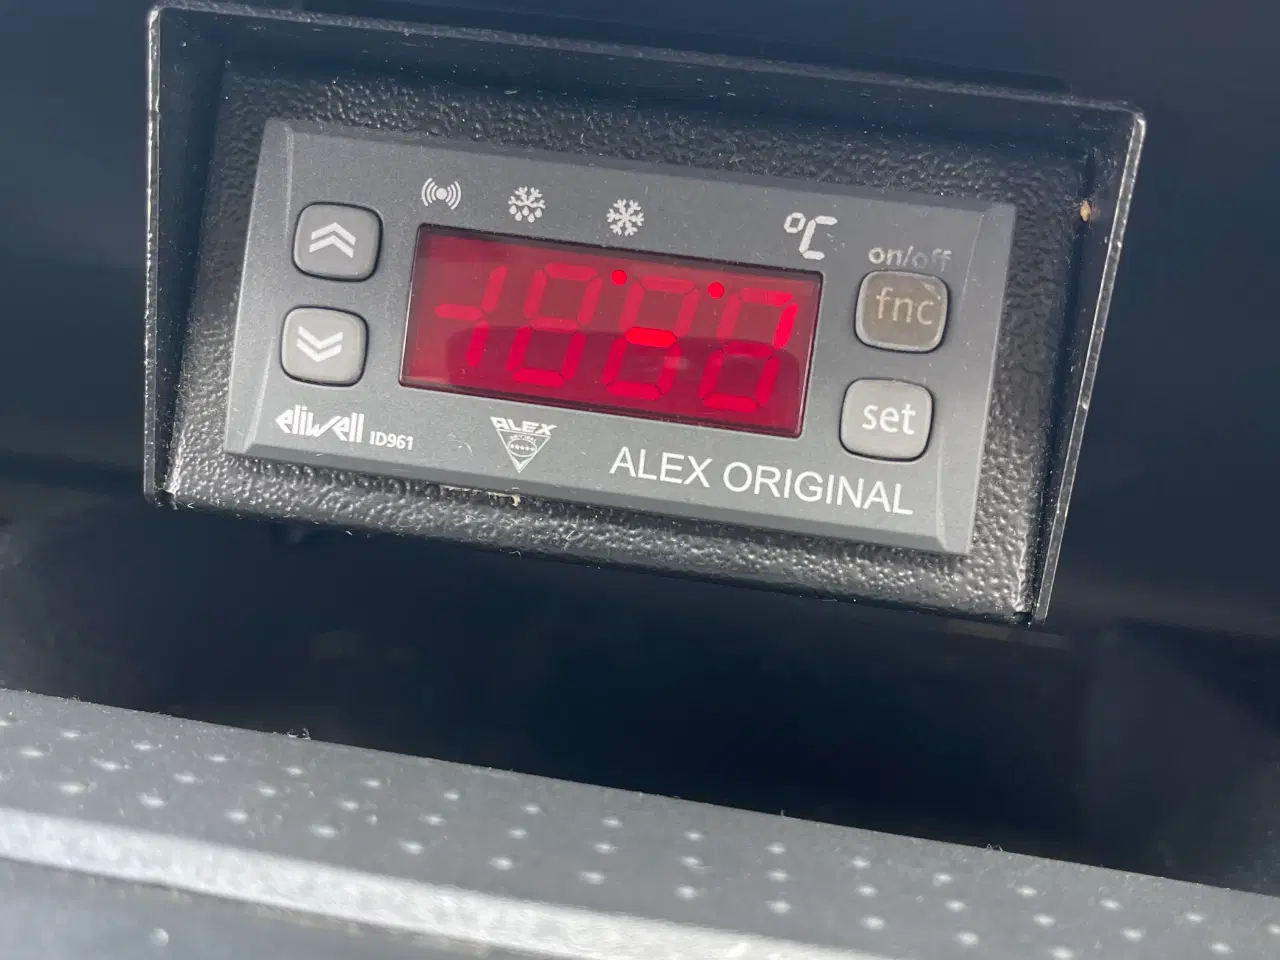 °C
on/off
fnc
set
eliwell ID961
ALEX
ALEX ORIGINAL